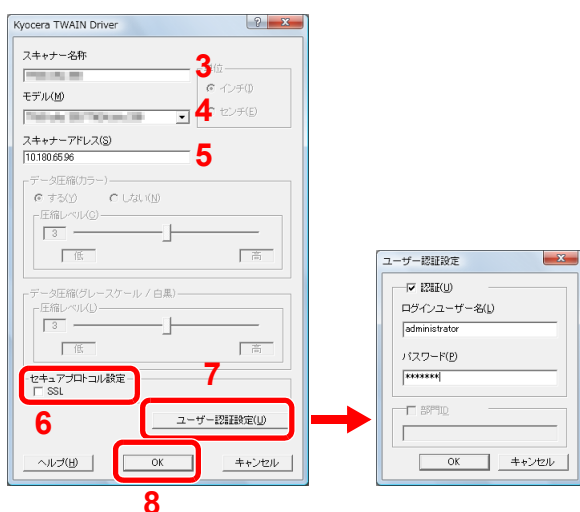 Kyocera TWAIN Driver
スキャナー名称
3
単位
インチ(I)
モデル(M)
4
センチ(E)
スキャナーアドレス(S)
10.180.65.96
5
データ圧縮(カラー)
する(Y)
しない(N)
圧縮レベル(C)
3
低
高
データ圧縮(グレースケール / 白黒)
圧縮レベル(L)
3
低
高
セキュアプロトコル設定
SSL
6
7
ユーザー認証設定(U)
ヘルプ(H)
OK
キャンセル
8
ユーザー認証設定
認証(U)
ログインユーザー名(L)
administrator
パスワード(P)
*******
部門ID
OK
キャンセル